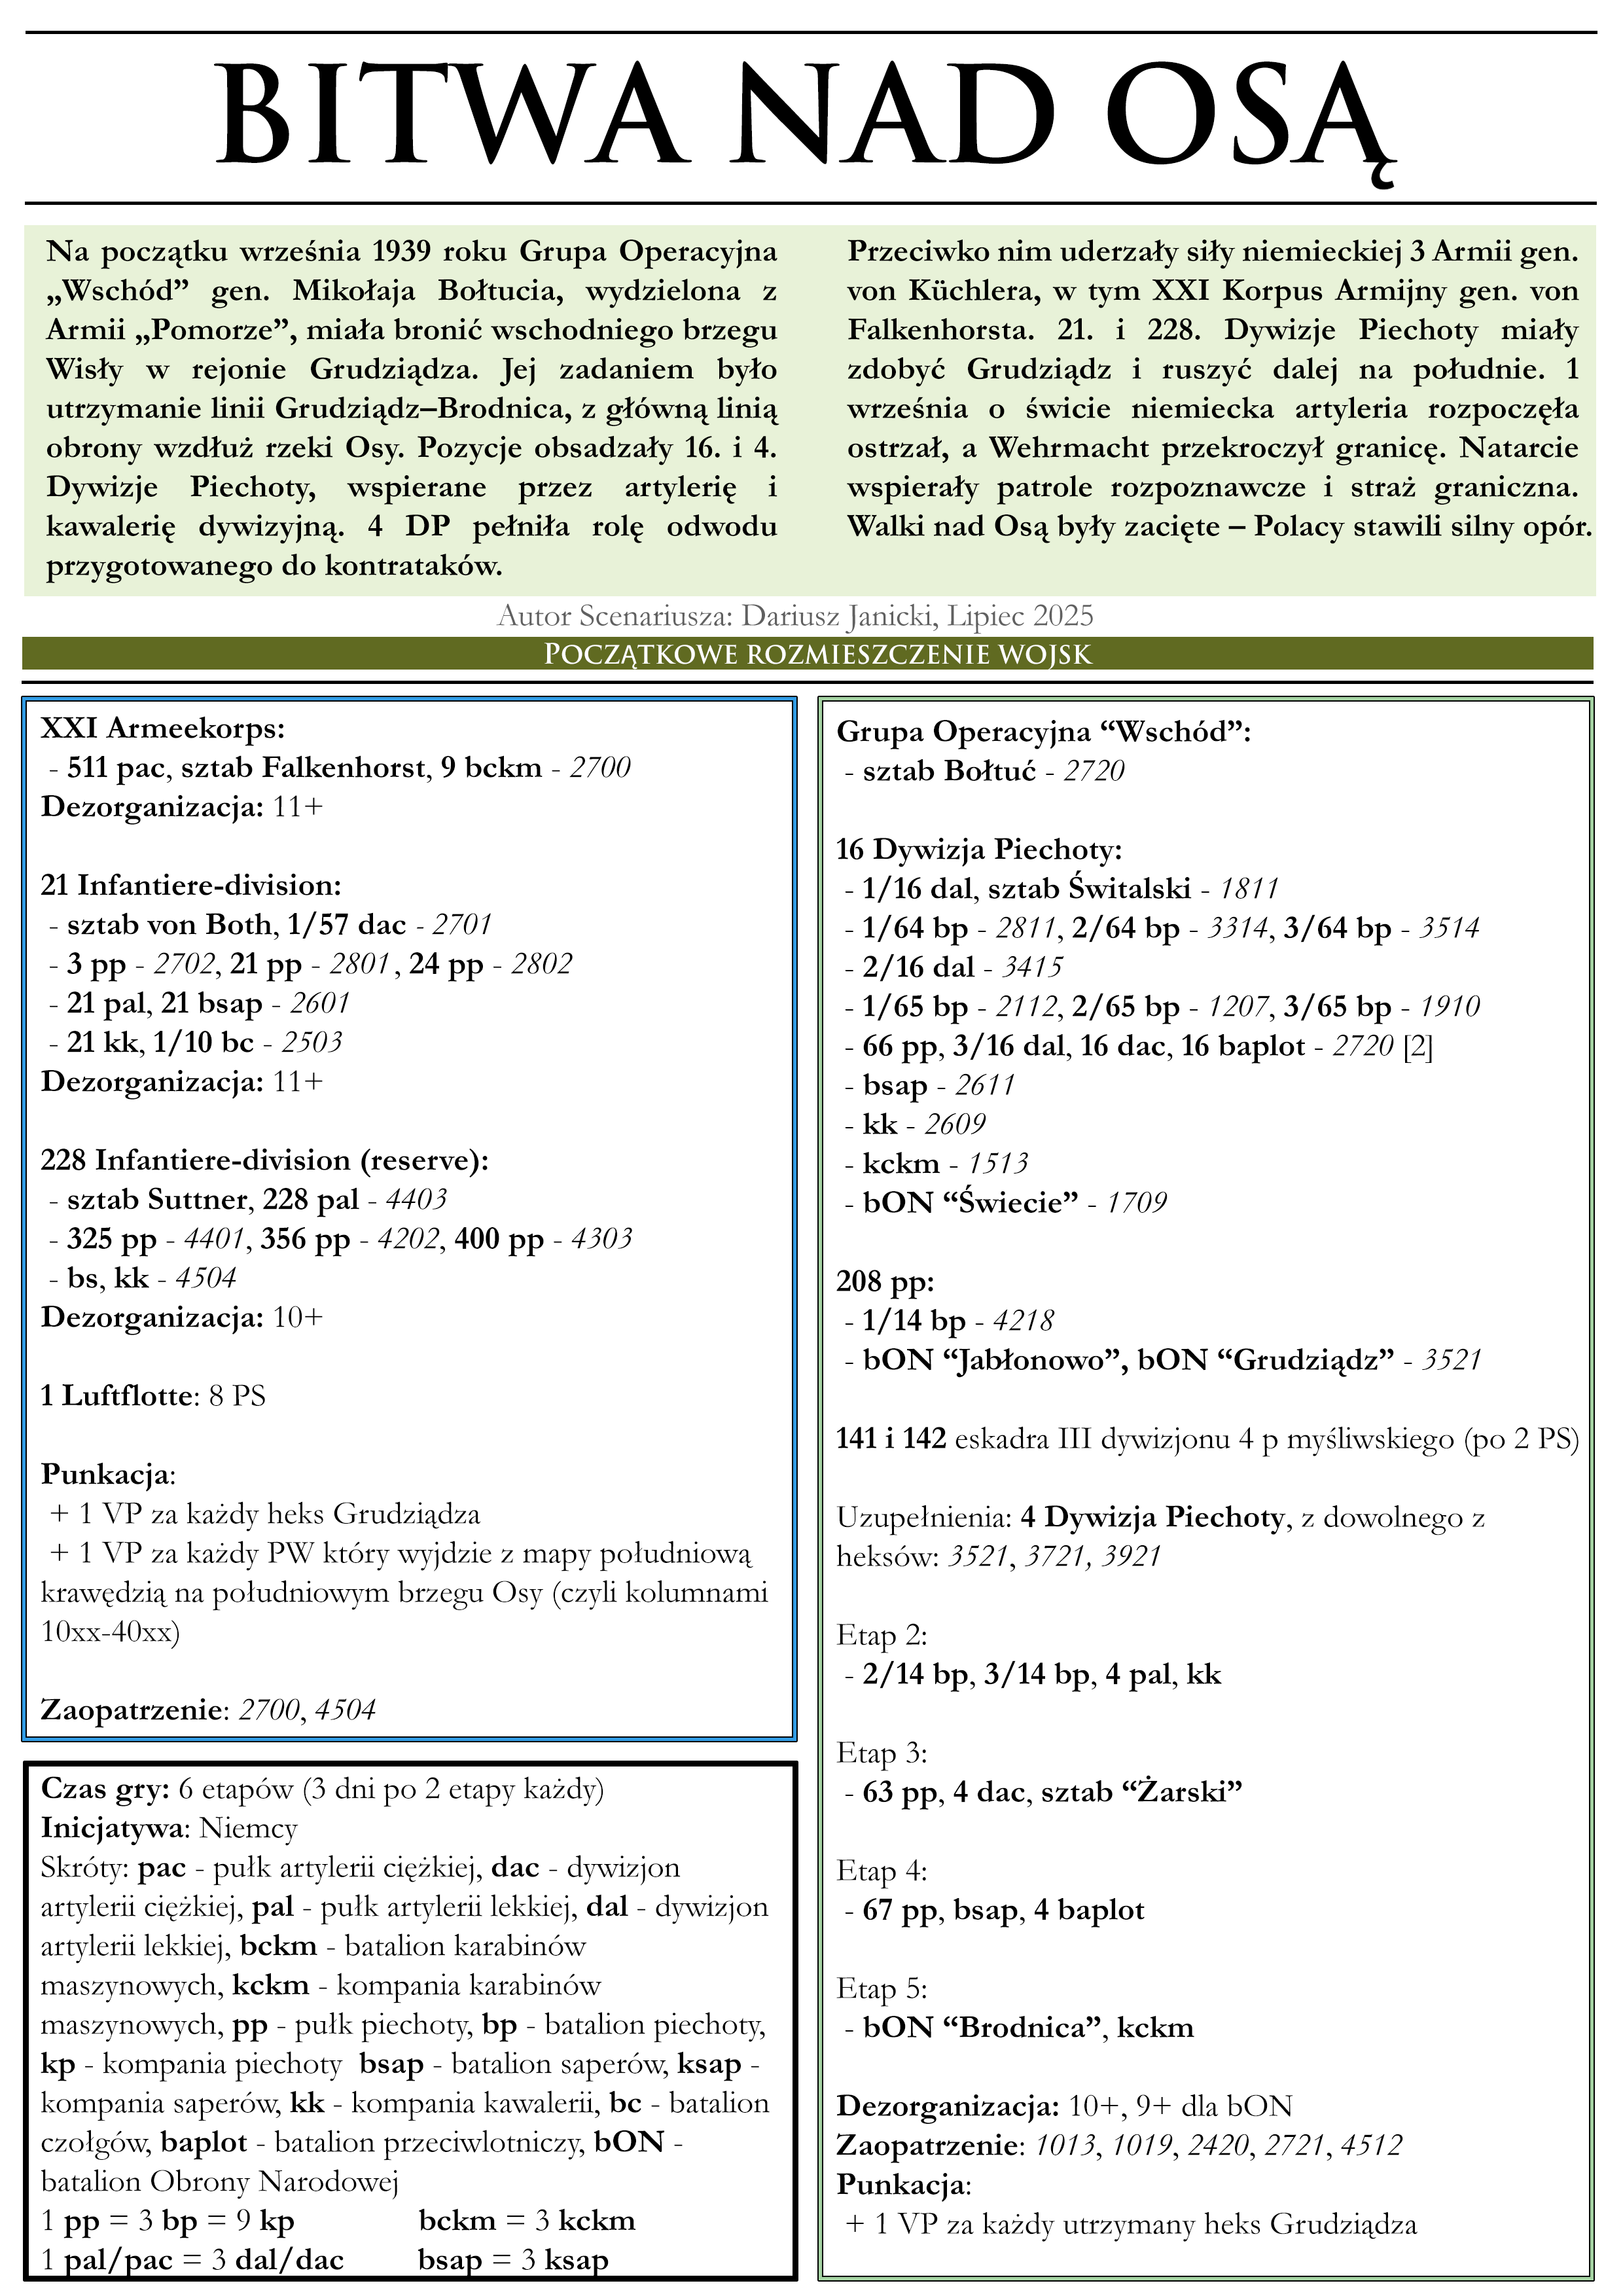 BITWA NAD OSĄ
Na początku września 1939 roku Grupa Operacyjna
„Wschód” gen. Mikołaja Bołtucia, wydzielona z
Armii „Pomorze”, miała bronić wschodniego brzegu
Wisły w rejonie Grudziądza. Jej zadaniem było
utrzymanie linii Grudziądz–Brodnica, z główną linią
obrony wzdłuż rzeki Osy. Pozycje obsadzały 16. i 4.
Dywizje Piechoty, wspierane przez artylerię i
kawalerię dywizyjną. 4 DP pełniła rolę odwodu
przygotowanego do kontrataków.
Przeciwko nim uderzały siły niemieckiej 3 Armii gen.
von Küchlera, w tym XXI Korpus Armijny gen. von
Falkenhorsta. 21. i 228. Dywizje Piechoty miały
zdobyć Grudziądz i ruszyć dalej na południe. 1
września o świcie niemiecka artyleria rozpoczęła
ostrzał, a Wehrmacht przekroczył granicę. Natarcie
wspierały patrole rozpoznawcze i straż graniczna.
Walki nad Osą były zacięte – Polacy stawili silny opór.
Autor Scenariusza: Dariusz Janicki, Lipiec 2025
POCZĄTKOWE ROZMIESZCZENIE WOJSK
XXI Armeekorps:
- 511 pac, sztab Falkenhorst, 9 bckm - 2700
Dezorganizacja: 11+
21 Infantiere-division:
- sztab von Both, 1/57 dac - 2701
- 3 pp - 2702, 21 pp - 2801, 24 pp - 2802
- 21 pal, 21 bsap - 2601
- 21 kk, 1/10 bc - 2503
Dezorganizacja: 11+
228 Infantiere-division (reserve):
- sztab Suttner, 228 pal - 4403
- 325 pp - 4401, 356 pp - 4202, 400 pp - 4303
- bs, kk - 4504
Dezorganizacja: 10+
1 Luftflotte: 8 PS
Punkacja:
+ 1 VP za każdy heks Grudziądza
+ 1 VP za każdy PW który wyjdzie z mapy południową
krawędzią na południowym brzegu Osy (czyli kolumnami
10xx-40xx)
Zaopatrzenie: 2700, 4504
Czas gry: 6 etapów (3 dni po 2 etapy każdy)
Inicjatywa: Niemcy
Skróty: pac - pułk artylerii ciężkiej, dac - dywizjon
artylerii ciężkiej, pal - pułk artylerii lekkiej, dal - dywizjon
artylerii lekkiej, bckm - batalion karabinów
maszynowych, kckm - kompania karabinów
maszynowych, pp - pułk piechoty, bp - batalion piechoty,
kp - kompania piechoty bsap - batalion saperów, ksap -
kompania saperów, kk - kompania kawalerii, bc - batalion
czołgów, baplot - batalion przeciwlotniczy, bON -
batalion Obrony Narodowej
1 pp = 3 bp = 9 kp bckm = 3 kckm
1 pal/pac = 3 dal/dac bsap = 3 ksap
Grupa Operacyjna “Wschód”:
- sztab Bołtuć - 2720
16 Dywizja Piechoty:
- 1/16 dal, sztab Świtalski - 1811
- 1/64 bp - 2811, 2/64 bp - 3314, 3/64 bp - 3514
- 2/16 dal - 3415
- 1/65 bp - 2112, 2/65 bp - 1207, 3/65 bp - 1910
- 66 pp, 3/16 dal, 16 dac, 16 baplot - 2720 [2]
- bsap - 2611
- kk - 2609
- kckm - 1513
- bON “Świecie” - 1709
208 pp:
- 1/14 bp - 4218
- bON “Jabłonowo”, bON “Grudziądz” - 3521
141 i 142 eskadra III dywizjonu 4 p myśliwskiego (po 2 PS)
Uzupełnienia: 4 Dywizja Piechoty, z dowolnego z
heksów: 3521, 3721, 3921
Etap 2:
- 2/14 bp, 3/14 bp, 4 pal, kk
Etap 3:
- 63 pp, 4 dac, sztab “Żarski”
Etap 4:
- 67 pp, bsap, 4 baplot
Etap 5:
- bON “Brodnica”, kckm
Dezorganizacja: 10+, 9+ dla bON
Zaopatrzenie: 1013, 1019, 2420, 2721, 4512
Punkacja:
+ 1 VP za każdy utrzymany heks Grudziądza